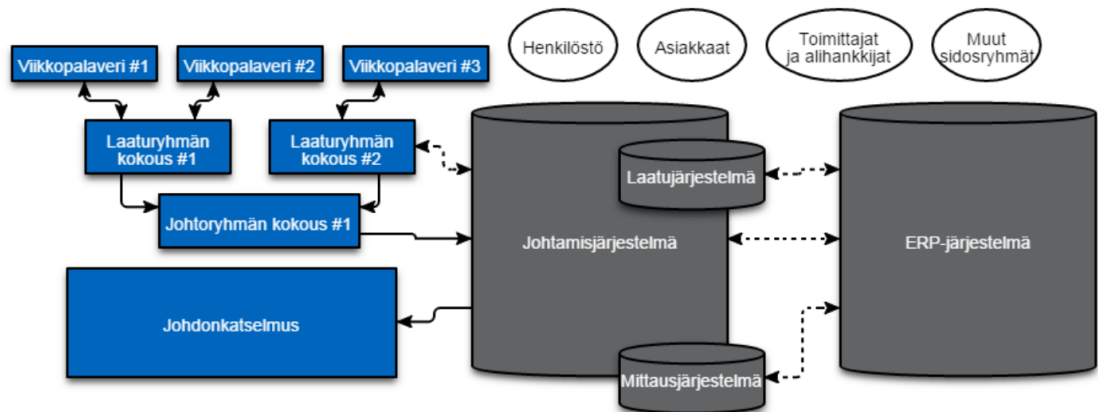 Henkilöstö
Asiakkaat
Toimittajat
ja alihankkijat
Muut
sidosryhmät
Viikkopalaveri #1
Viikkopalaveri #2
Viikkopalaveri #3
Laaturyhmän
kokous #1
Laaturyhmän
kokous #2
Laatujärjestelmä
Johtoryhmän kokous #1
Johtamisjärjestelmä
ERP-järjestelmä
Johdonkatselmus
Mittausjärjestelmä